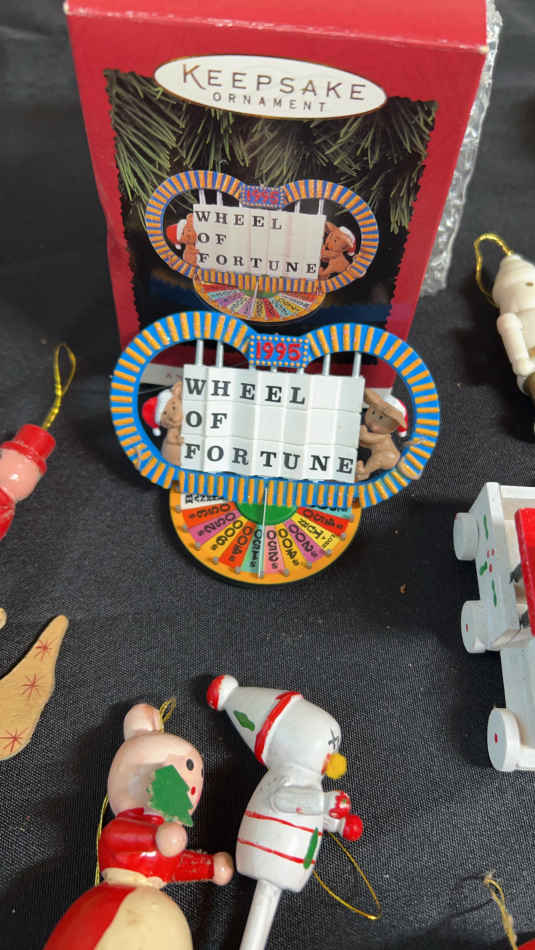 KEEPSAKE
ORNAMENT
1995
WHEEL
OF
FORTUNE
1995
WHEEL
OF
FORTUNE